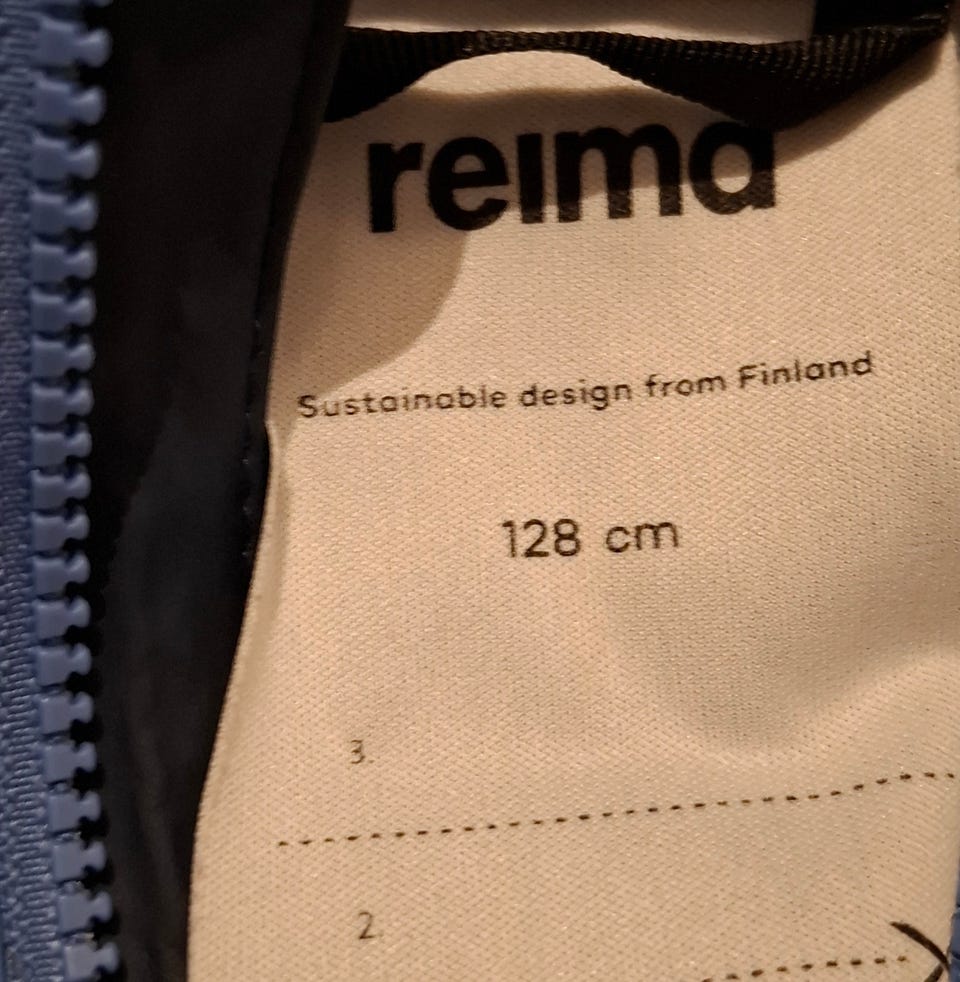 reima
Sustainable design from Finland
128 cm
3.
2.